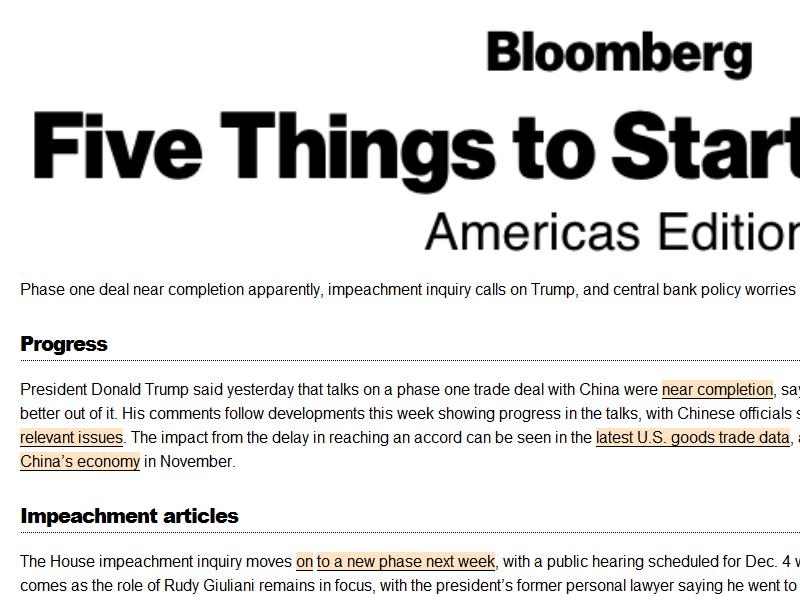 Bloomberg
Five Things to Start
Americas Edition
Phase one deal near completion apparently, impeachment inquiry calls on Trump, and central bank policy worries
Progress
President Donald Trump said yesterday that talks on a phase one trade deal with China were near completion, say
better out of it. His comments follow developments this week showing progress in the talks, with Chinese officials s
relevant issues. The impact from the delay in reaching an accord can be seen in the latest U.S. goods trade data, a
China's economy in November.
Impeachment articles
The House impeachment inquiry moves on to a new phase next week, with a public hearing scheduled for Dec. 4 w
comes as the role of Rudy Giuliani remains in focus, with the president's former personal lawyer saying he went to